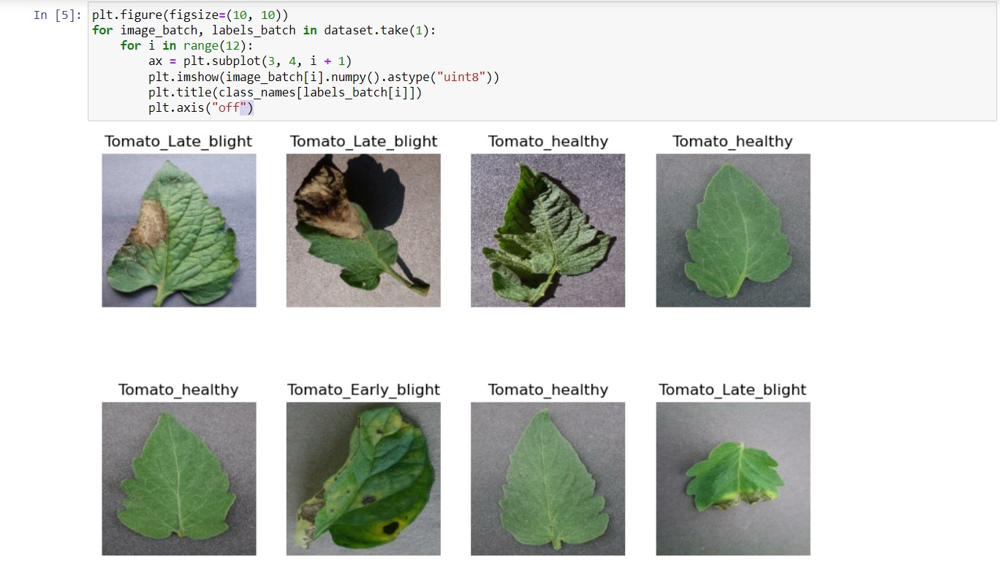 In [5]: plt.figure(figsize=(10, 10))
for image_batch, labels_batch in dataset.take(1):
    for i in range(12):
        ax = plt.subplot(3, 4, i + 1)
        plt.imshow(image_batch[i].numpy().astype("uint8"))
        plt.title(class_names[labels_batch[i]])
        plt.axis("off")
Tomato_Late_blight Tomato_Late_blight Tomato_healthy Tomato_healthy
Tomato_healthy Tomato_Early_blight Tomato_healthy Tomato_Late_blight